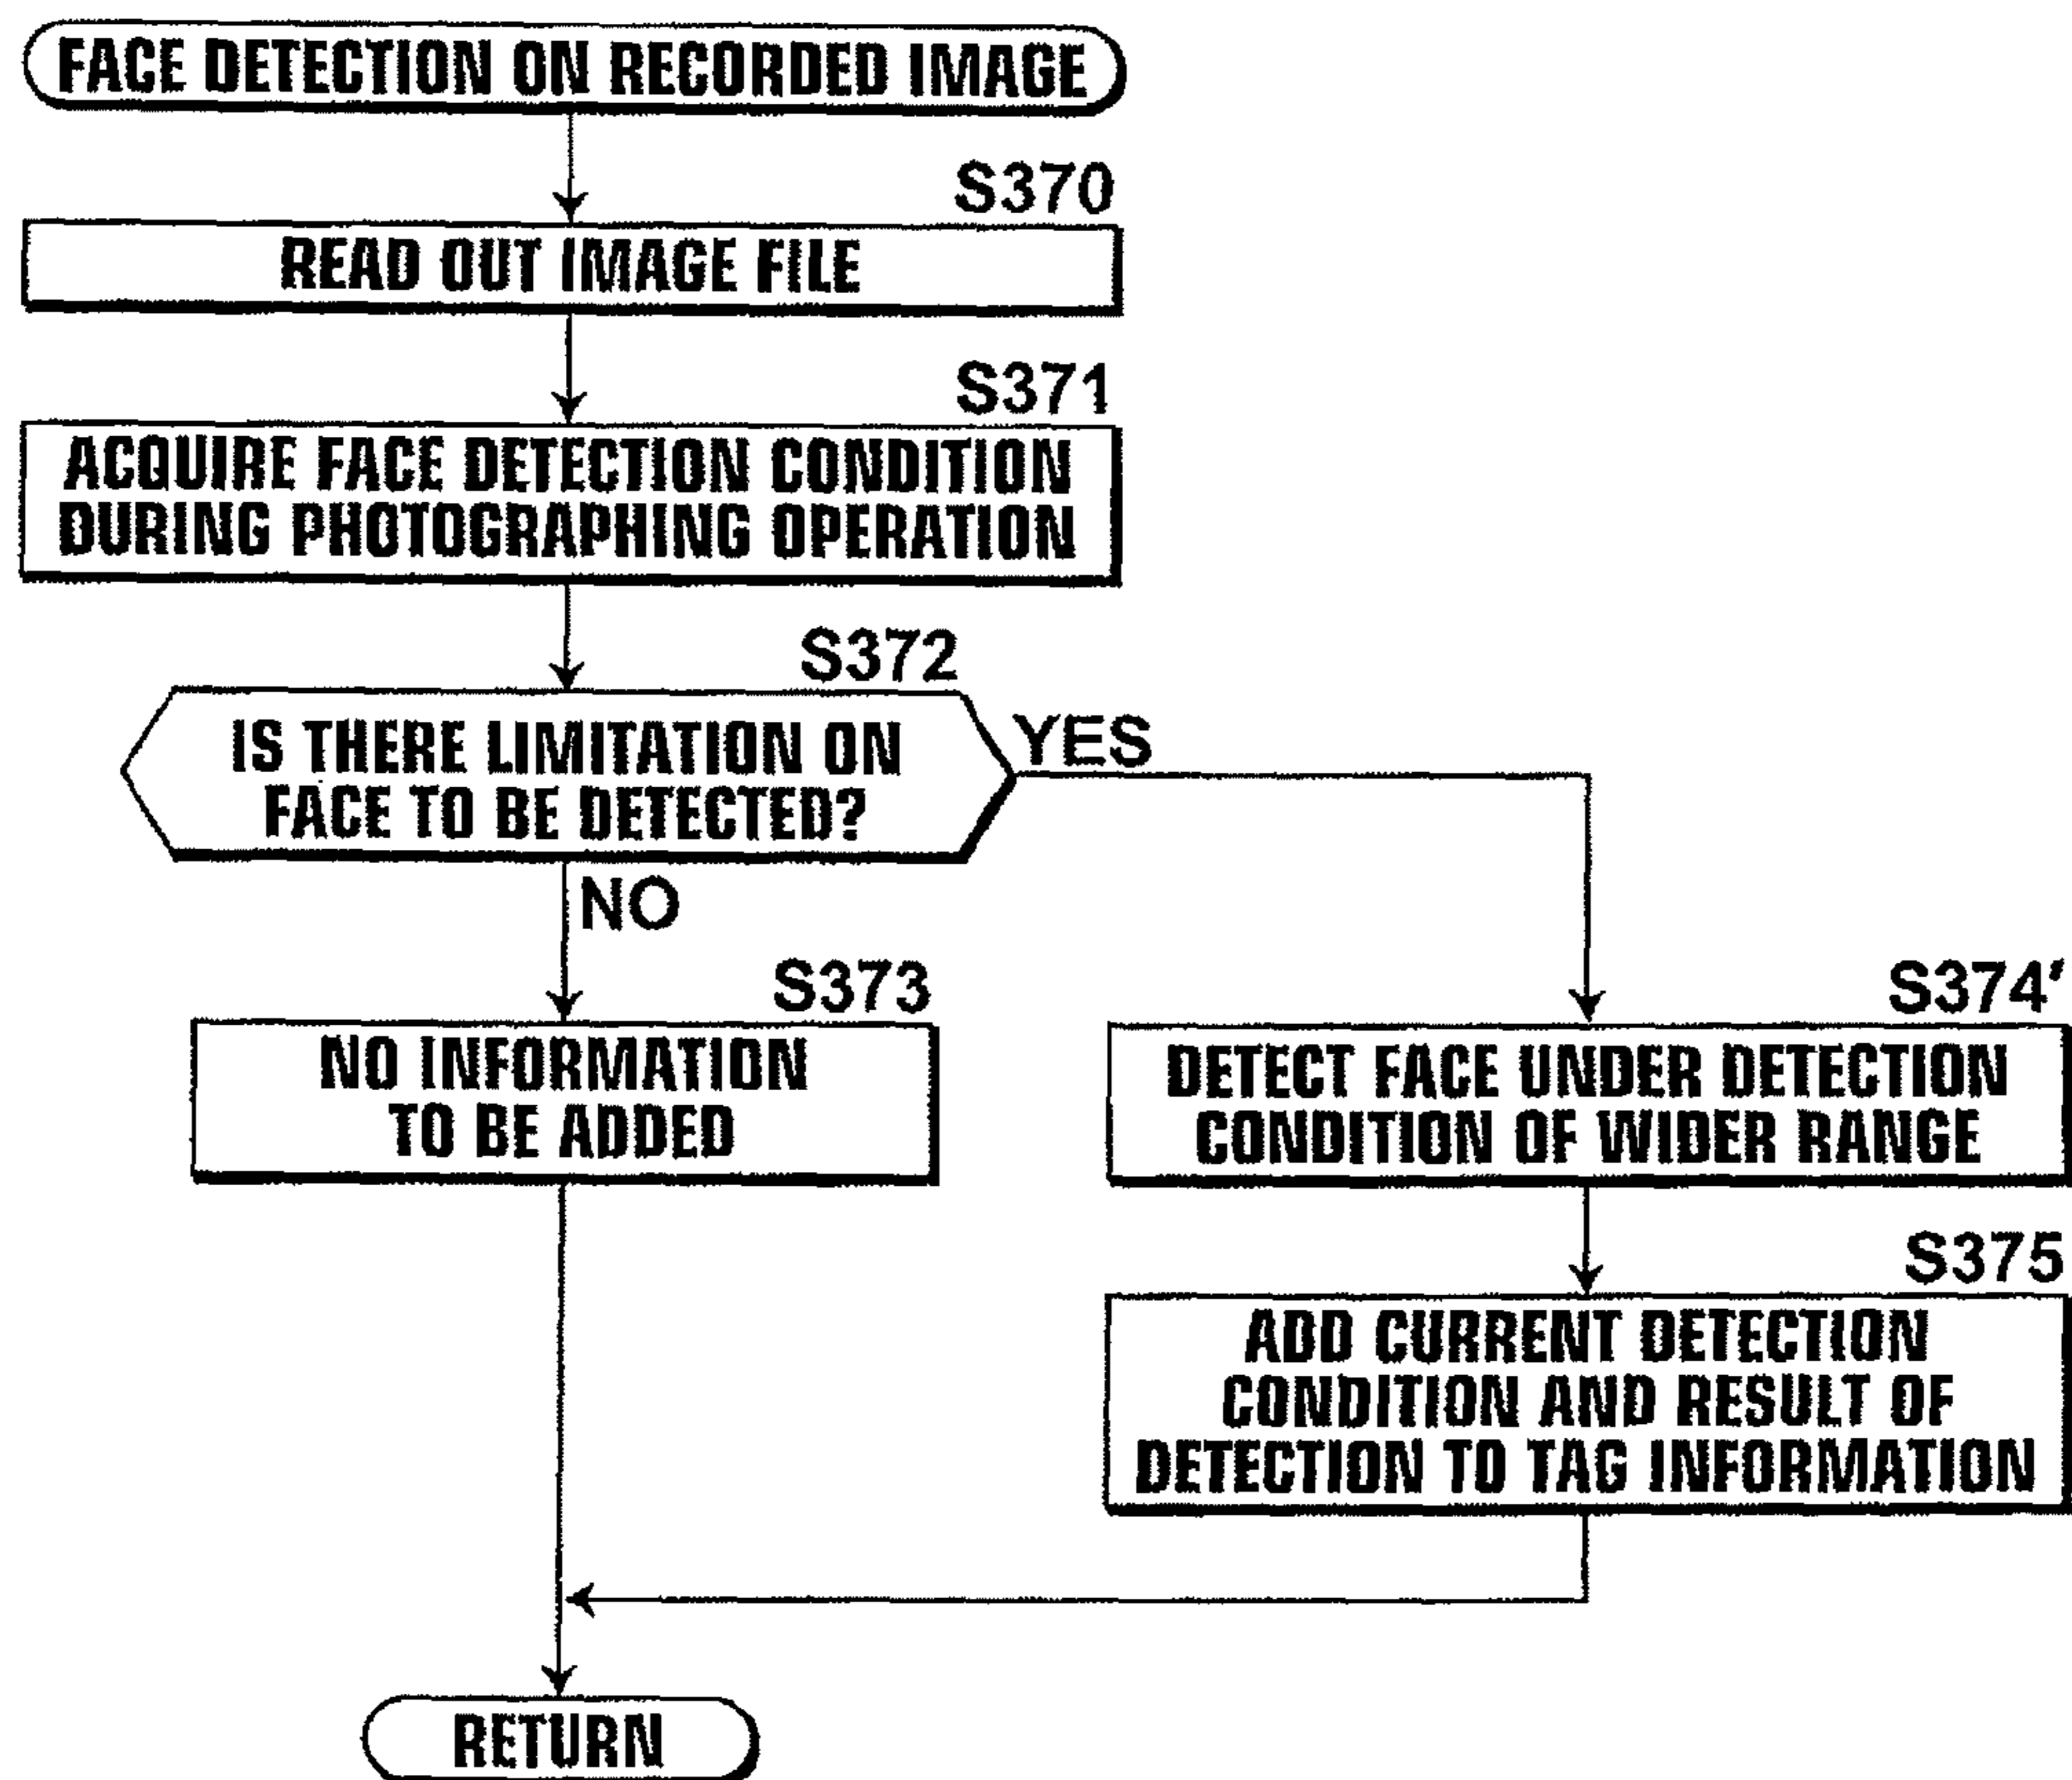 FACE DETECTION ON RECORDED IMAGE
S370
READ OUT IMAGE FILE
S371
ACQUIRE FACE DETECTION CONDITION
DURING PHOTOGRAPHING OPERATION
S372
IS THERE LIMITATION ON
FACE TO BE DETECTED?
YES
NO
S373
NO INFORMATION
TO BE ADDED
S374'
DETECT FACE UNDER DETECTION
CONDITION OF WIDER RANGE
S375
ADD CURRENT DETECTION
CONDITION AND RESULT OF
DETECTION TO TAG INFORMATION
RETURN